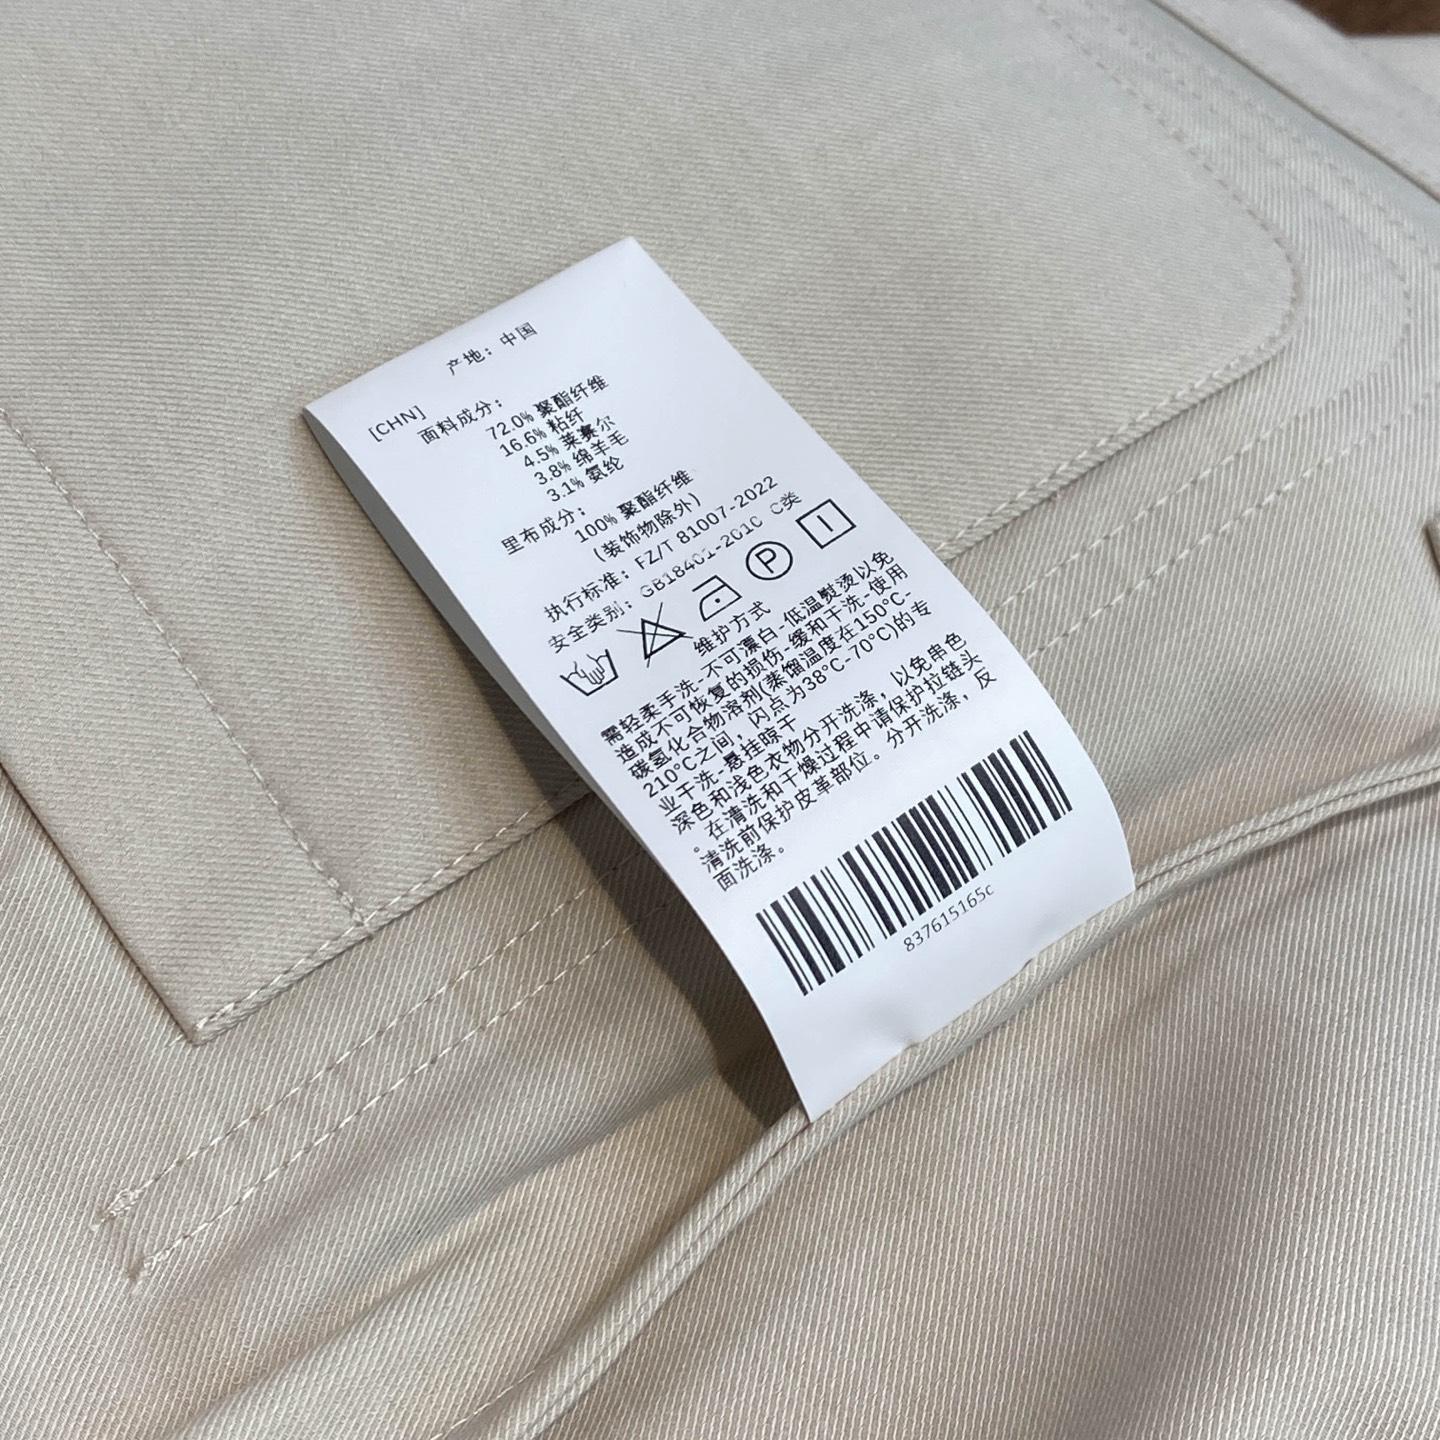 产地：中国
[CHN]
面料成分：
72.0% 聚酯纤维
16.6% 粘纤
4.5% 莱赛尔
3.8% 绵羊毛
3.1% 氨纶
里布成分：
100% 聚酯纤维
(装饰物除外)
执行标准：FZ/T 81007-2022
安全类别：GB18401-2010 C类
P
维护方式
需轻柔手洗-不可漂白-低温熨烫以免
造成不可恢复的损伤-缓和干洗-使用
碳氢化合物溶剂(蒸馏温度在150°C-
210°C之间，闪点为38°C-70°C)的专
业干洗-悬挂晾干
深色和浅色衣物分开洗涤，以免串色
。在清洗和干燥过程中请保护拉链头
清洗前保护皮革部位。分开洗涤，反
面洗涤。
837615165c